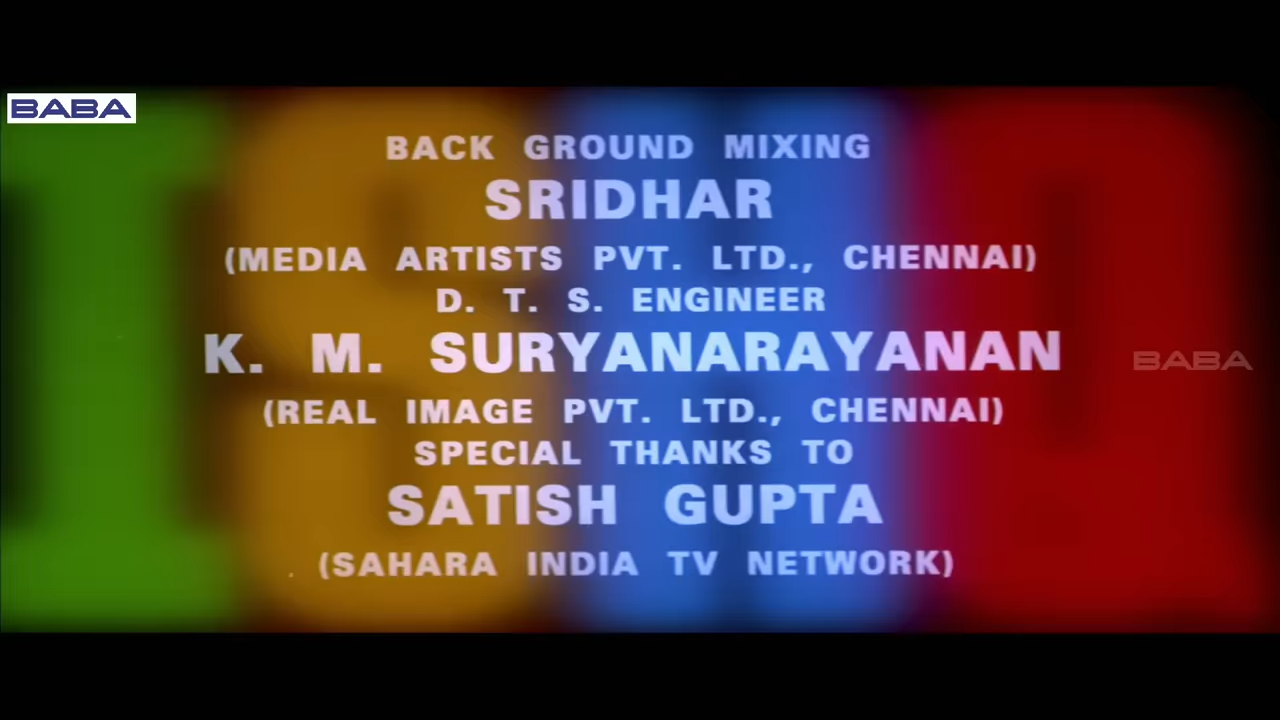 BABA
BACK GROUND MIXING
SRIDHAR
(MEDIA ARTISTS PVT. LTD., CHENNAI)
D. T. S. ENGINEER
K. M. SURYANARAYANAN
BABA
(REAL IMAGE PVT. LTD., CHENNAI)
SPECIAL THANKS TO
SATISH GUPTA
(SAHARA INDIA TV NETWORK)